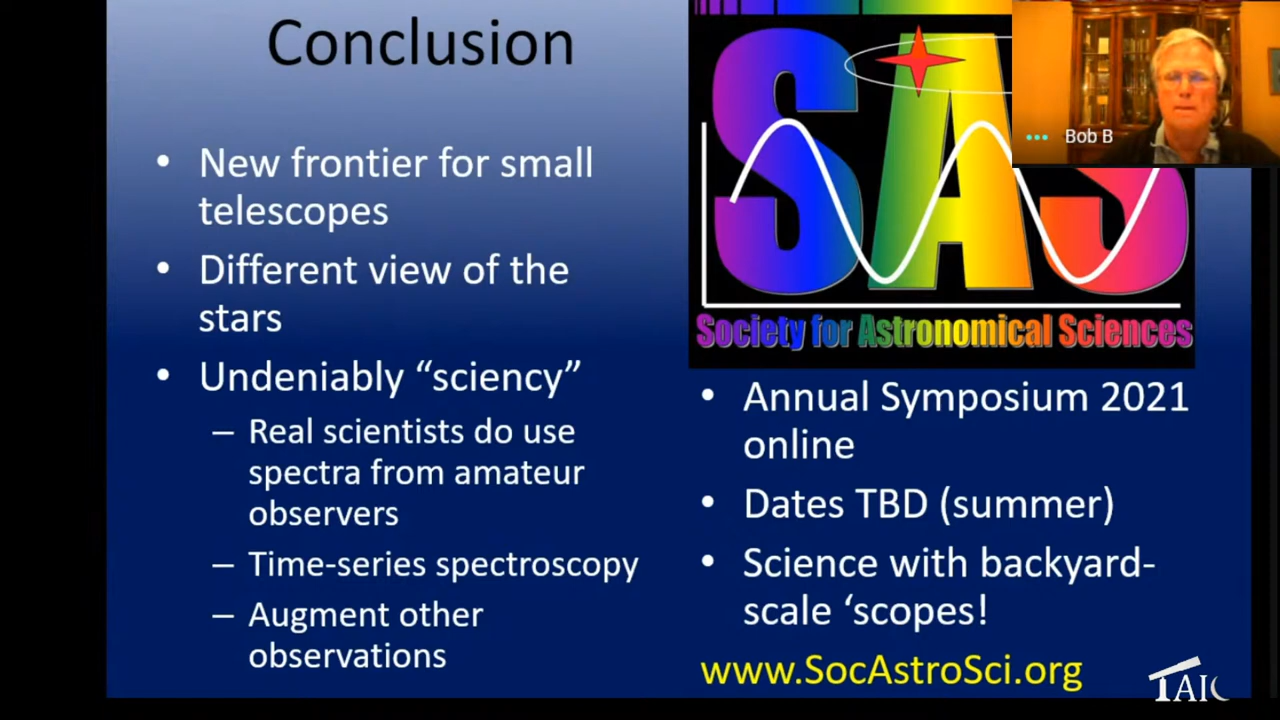 Conclusion
• New frontier for small
telescopes
• Different view of the
stars
• Undeniably “sciency”
– Real scientists do use
spectra from amateur
observers
– Time-series spectroscopy
– Augment other
observations
SAS
Society for Astronomical Sciences
• Annual Symposium 2021
online
• Dates TBD (summer)
• Science with backyard-
scale ‘scopes!
www.SocAstroSci.org
Bob B
TAIC